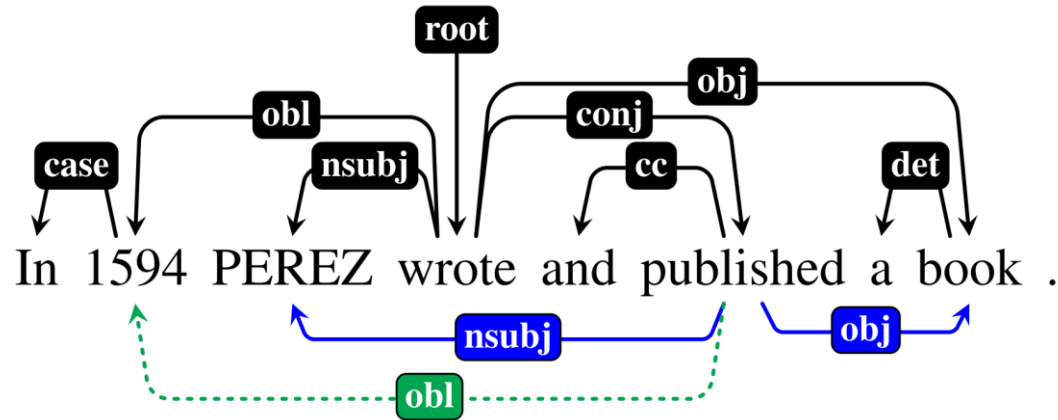 root
obj
obl conj
case nsubj cc det
In 1594 PEREZ wrote and published a book .
nsubj obj
obl